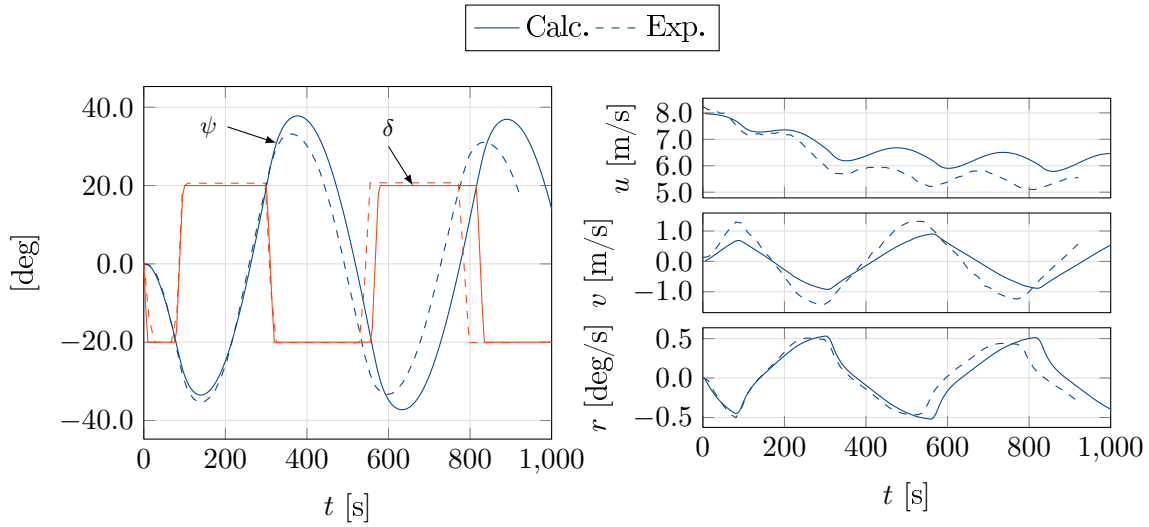 Calc. Exp.
40.0
20.0
0.0
−20.0
−40.0
[deg]
ψ
δ
0 200 400 600 800 1,000
t [s]
8.0
7.0
6.0
5.0
u [m/s]
1.0
0.0
−1.0
v [m/s]
0.5
0.0
−0.5
r [deg/s]
0 200 400 600 800 1,000
t [s]